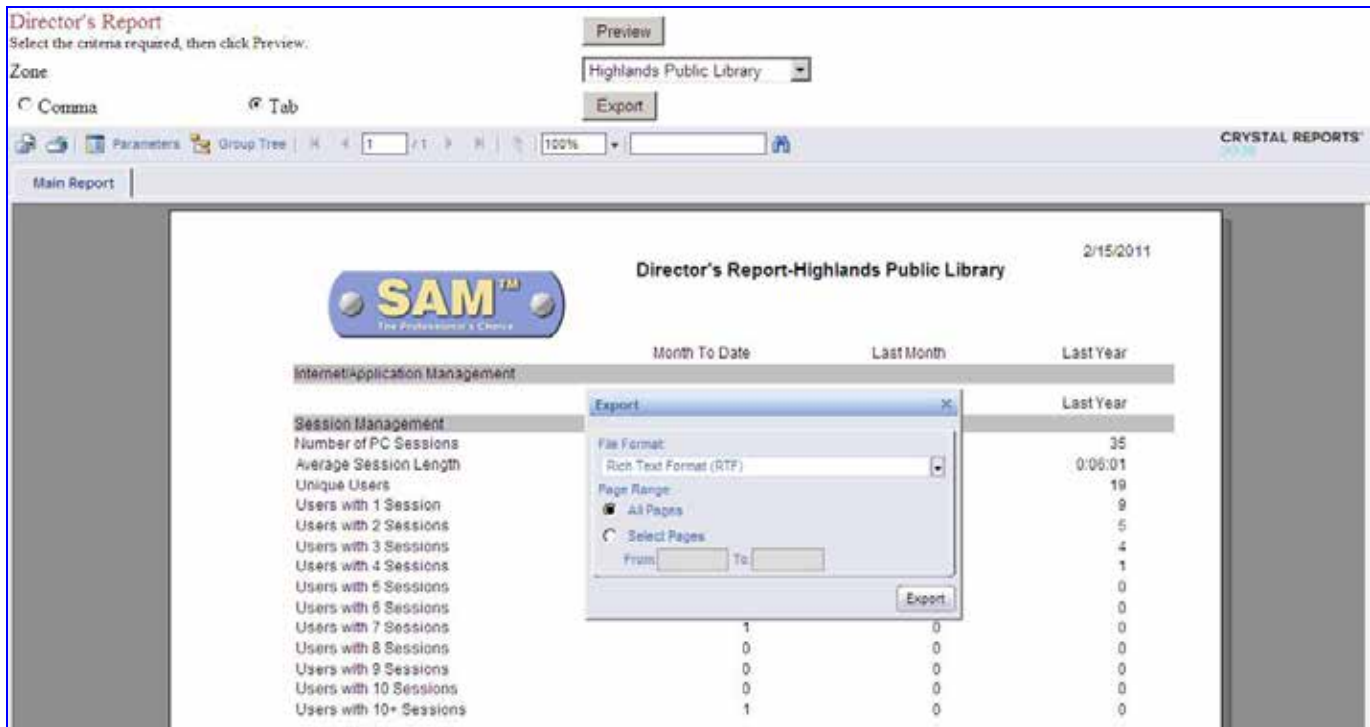 Director's Report
Select the criteria required, then click Preview.
Preview
Zone
Highlands Public Library
Comma
Tab
Export
Parameters
Group Tree
1 / 1
100%
CRYSTAL REPORTS
Main Report
2/15/2011
Director's Report-Highlands Public Library
SAM™
The Professional's Choice
Month To Date Last Month Last Year
Internet/Application Management
Last Year
Session Management
Number of PC Sessions 35
Average Session Length 0:06:01
Unique Users 19
Users with 1 Session 9
Users with 2 Sessions 5
Users with 3 Sessions 4
Users with 4 Sessions 1
Users with 5 Sessions 0
Users with 6 Sessions 0
Users with 7 Sessions 1 0 0
Users with 8 Sessions 0 0 0
Users with 9 Sessions 0 0 0
Users with 10 Sessions 0 0 0
Users with 10+ Sessions 1 0 0
Export
File Format:
Rich Text Format (RTF)
Page Range:
All Pages
Select Pages
From: To:
Export